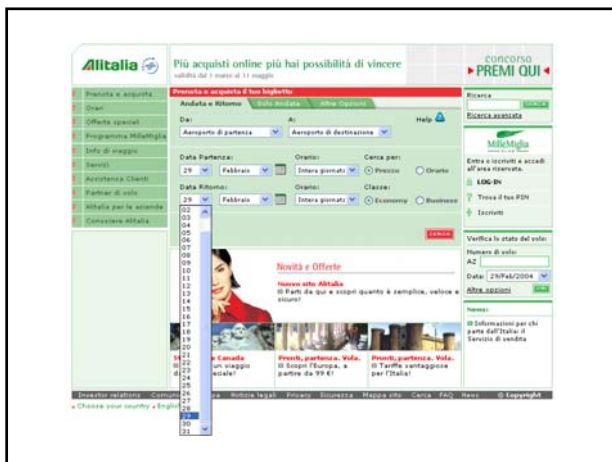 Alitalia
Più acquisti online più hai possibilità di vincere
validità dal 1 marzo al 11 maggio
concorso
PREMI QUI
Prenota e acquista
Orari
Offerte speciali
Programma MilleMiglia
Info di viaggio
Servizi
Assistenza Clienti
Partner di volo
Alitalia per le aziende
Conoscere Alitalia
Prenota e acquista il tuo biglietto
Andata e Ritorno Solo Andata Altre Opzioni
Da: A: Help
Aeroporto di partenza Aeroporto di destinazione
Data Partenza: Orario: Cerca per:
29 Febbraio Intera giornata Prezzo Orario
Data Ritorno: Orario: Classe:
29 Febbraio Intera giornata Economy Business
CERCA
02
03
04
05
06
07
08
09
10
11
12
13
14
15
16
17
18
19
20
21
22
23
24
25
26
27
28
29
30
31
Novità e Offerte
Nuovo sito Alitalia
Parti da qui e scopri quanto è semplice, veloce e sicuro!
e Canada
un viaggio
Pronti, partenza. Vola.
Scopri l'Europa, a
partire da 99 €!
Pronti, partenza. Vola.
Tariffe vantaggiose
per l'Italia!
Ricerca
CERCA
Ricerca avanzata
MilleMiglia
Entra o iscriviti e accedi
all'area riservata.
LOG-IN
Trova il tuo PIN
Iscriviti
Verifica lo stato del volo:
Numero di volo:
AZ
Data: 29/Feb/2004
Altre opzioni
News:
Informazioni per chi
parte dall'Italia: il
Servizio di vendita
Investor relations Notizie legali Privacy Sicurezza Mappa sito Cerca FAQ News © Copyright
Choose your country